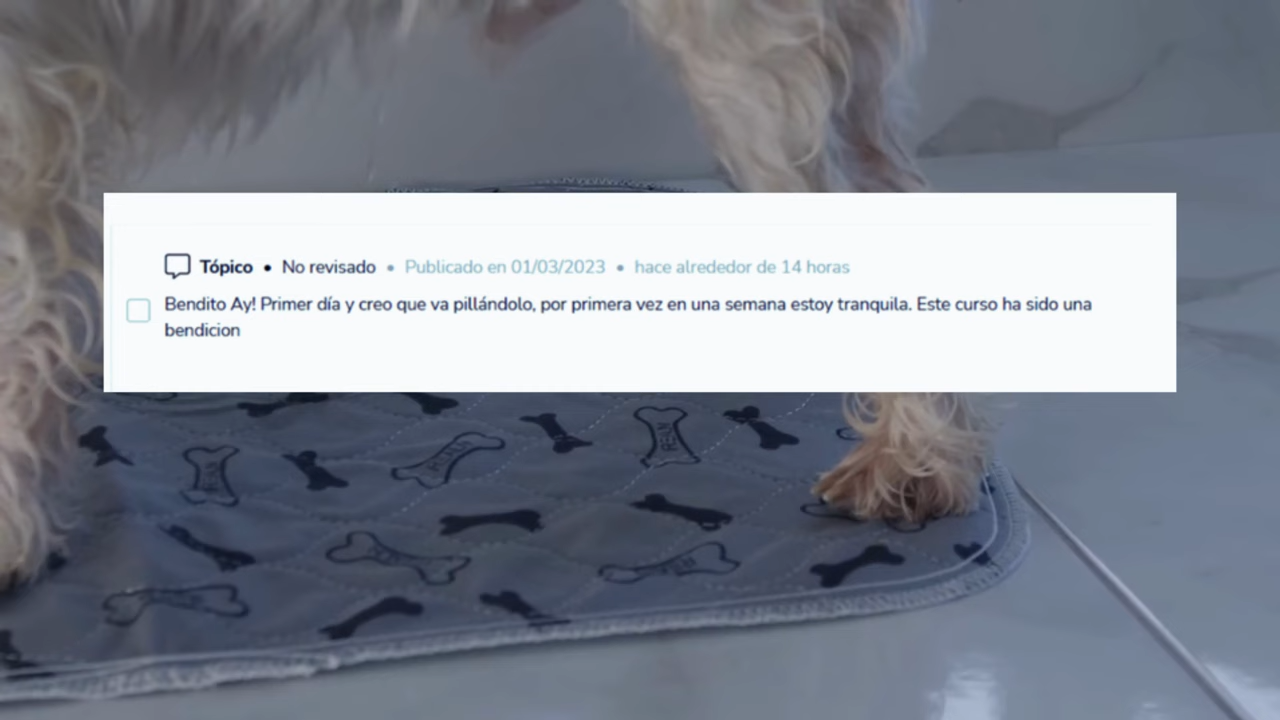 Tópico • No revisado • Publicado en 01/03/2023 • hace alrededor de 14 horas
Bendito Ay! Primer día y creo que va pillándolo, por primera vez en una semana estoy tranquila. Este curso ha sido una
bendicion